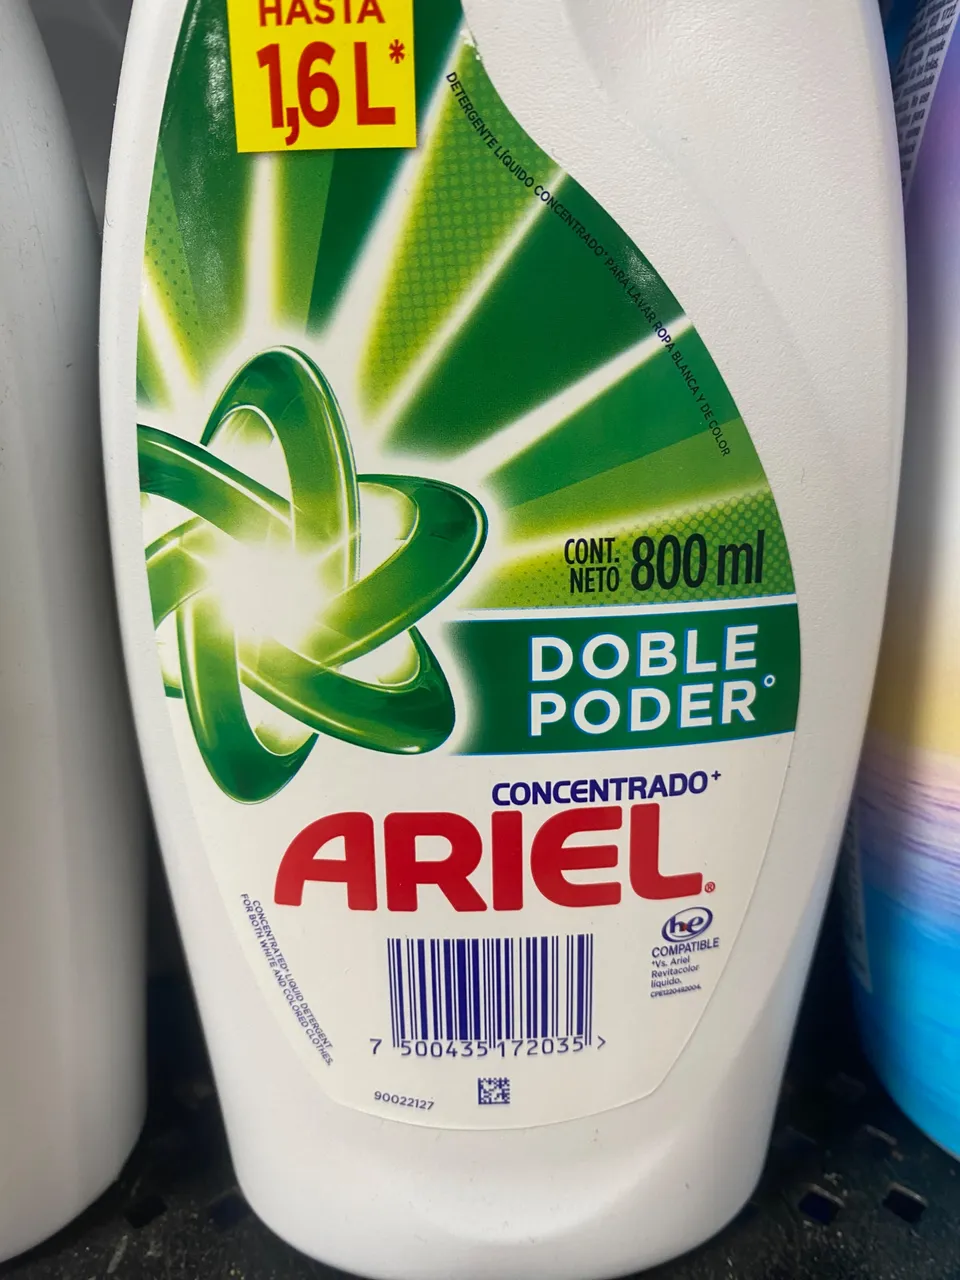 HASTA
1,6 L*
DETERGENTE LÍQUIDO CONCENTRADO⁺ PARA LAVAR ROPA BLANCA Y DE COLOR
CONT.
NETO 800 ml
DOBLE
PODER°
CONCENTRADO⁺
ARIEL®
he
COMPATIBLE
⁺Vs. Ariel
Revitacolor
líquido.
CONCENTRATED⁺ LIQUID DETERGENT
FOR BOTH WHITE AND COLORED CLOTHES.
7 500435 172035 >
90022127